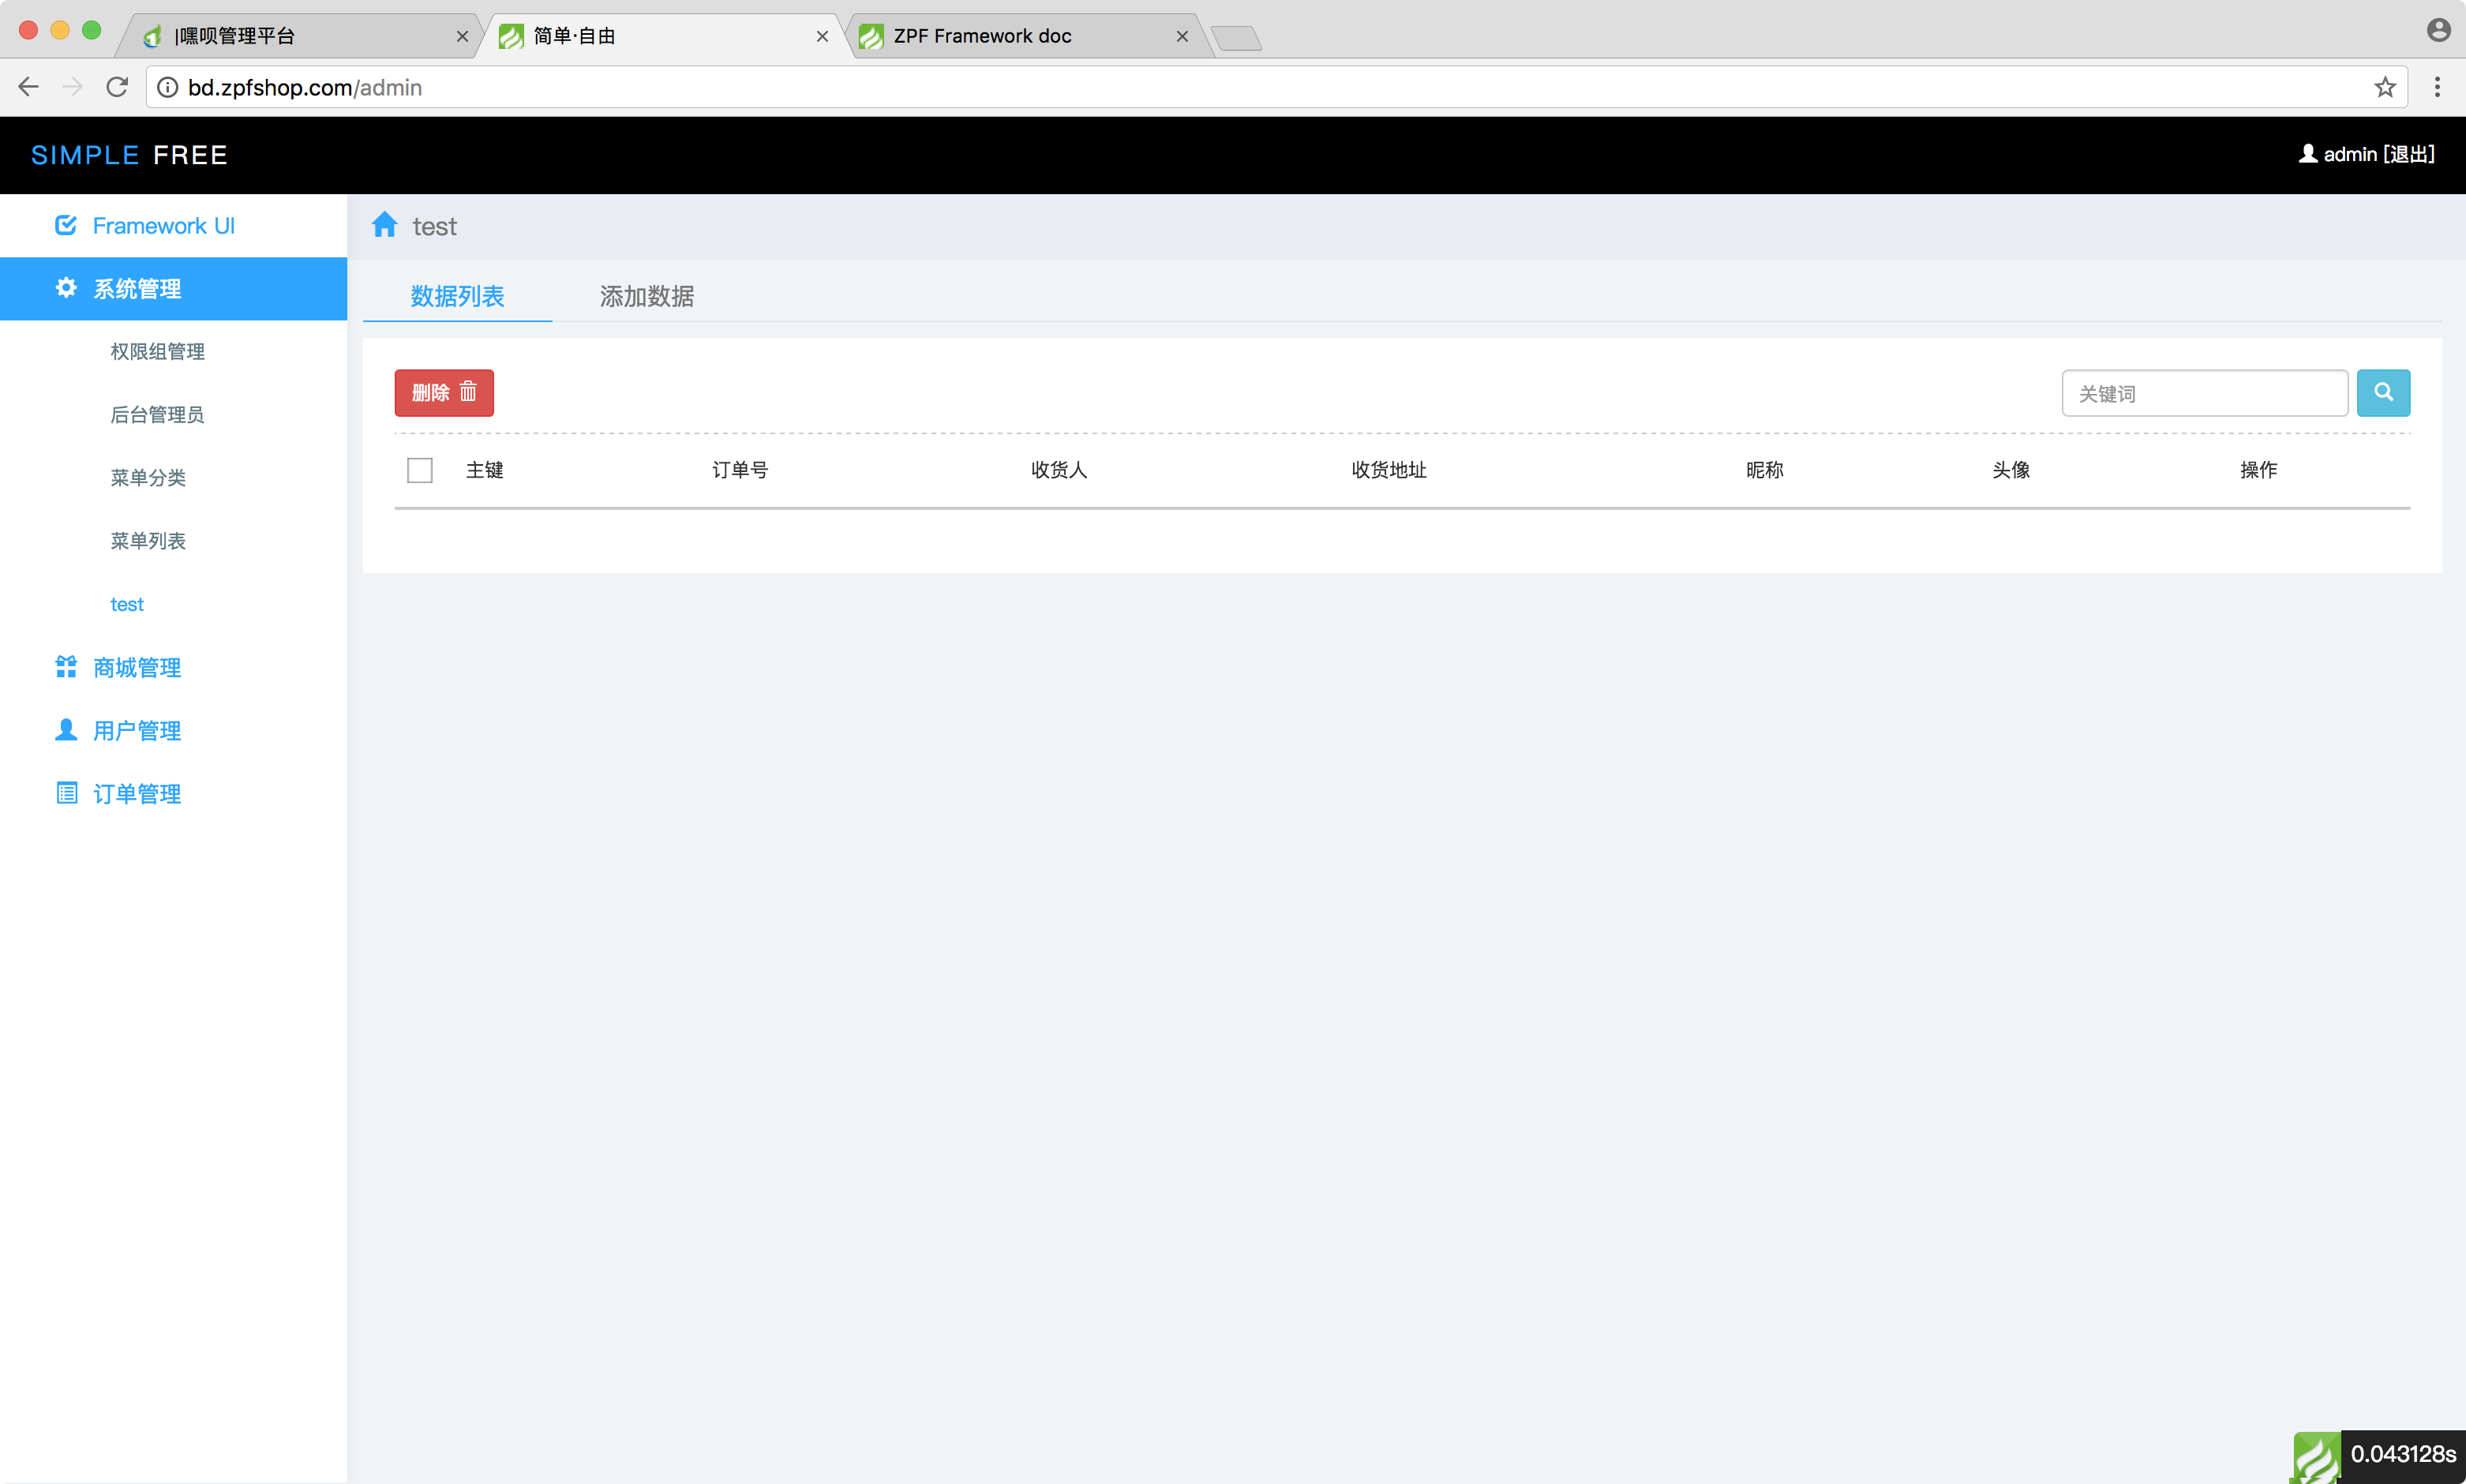 |嘿呗管理平台
简单·自由
ZPF Framework doc
bd.zpfshop.com/admin
SIMPLE FREE
admin [退出]
Framework UI
test
系统管理
数据列表 添加数据
权限组管理
删除
关键词
后台管理员
主键 订单号 收货人 收货地址 昵称 头像 操作
菜单分类
菜单列表
test
商城管理
用户管理
订单管理
0.043128s